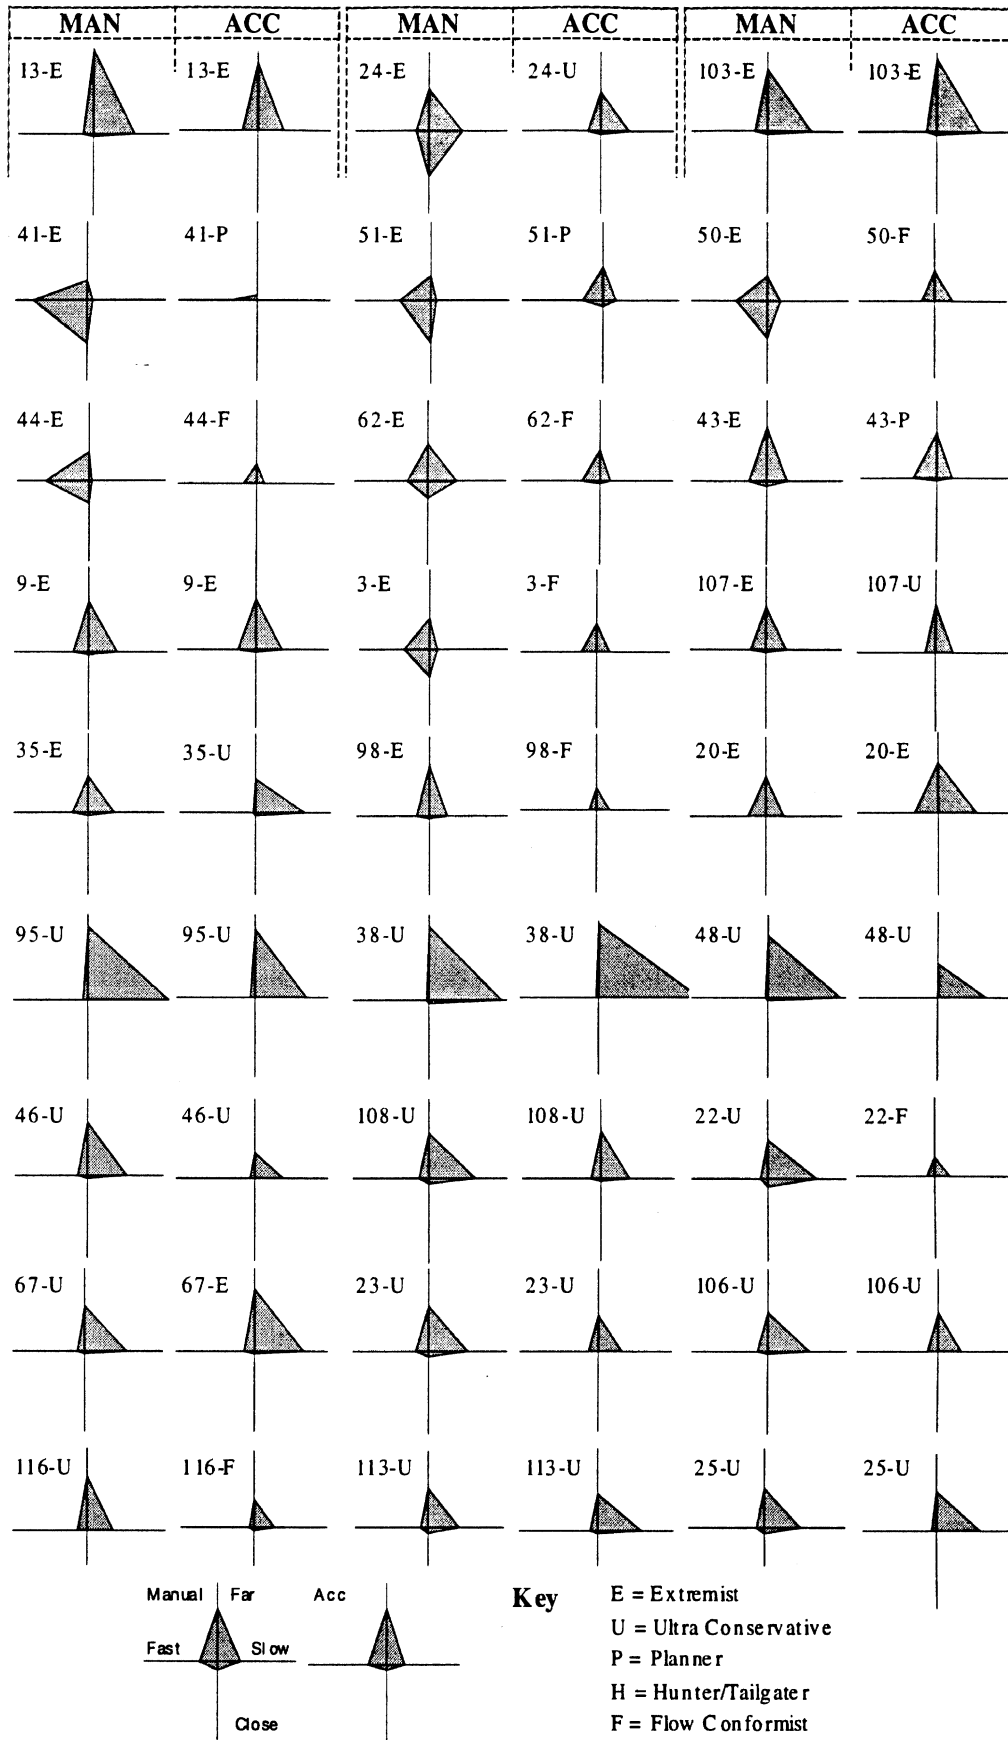 MAN ACC MAN ACC MAN ACC
13-E 13-E 24-E 24-U 103-E 103-E
41-E 41-P 51-E 51-P 50-E 50-F
44-E 44-F 62-E 62-F 43-E 43-P
9-E 9-E 3-E 3-F 107-E 107-U
35-E 35-U 98-E 98-F 20-E 20-E
95-U 95-U 38-U 38-U 48-U 48-U
46-U 46-U 108-U 108-U 22-U 22-F
67-U 67-E 23-U 23-U 106-U 106-U
116-U 116-F 113-U 113-U 25-U 25-U
Manual Far Acc
Fast Slow
Close
Key
E = Extremist
U = Ultra Conservative
P = Planner
H = Hunter/Tailgater
F = Flow Conformist